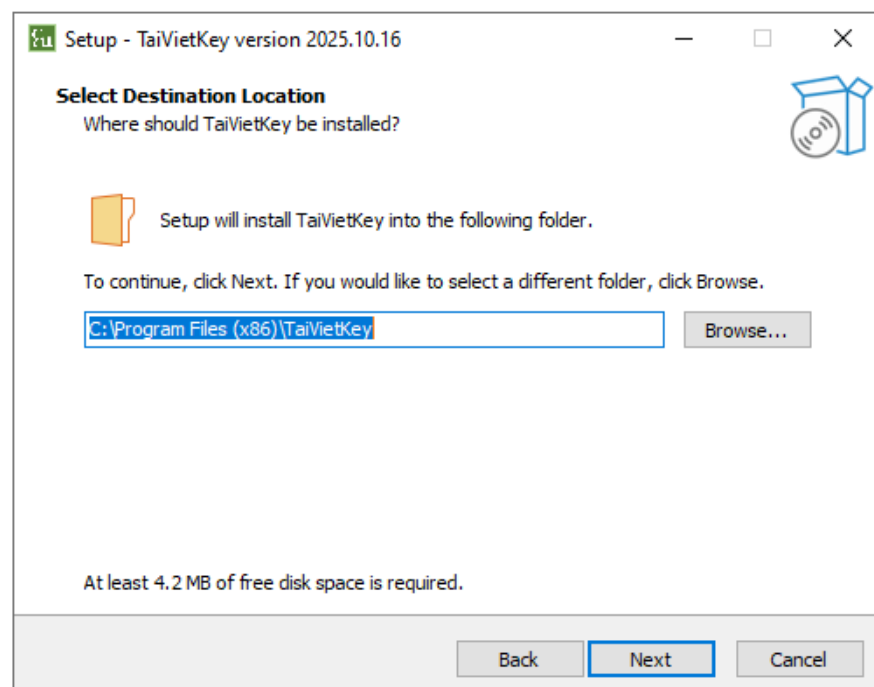 Setup - TaiVietKey version 2025.10.16
Select Destination Location
Where should TaiVietKey be installed?
Setup will install TaiVietKey into the following folder.
To continue, click Next. If you would like to select a different folder, click Browse.
C:\Program Files (x86)\TaiVietKey
Browse...
At least 4.2 MB of free disk space is required.
Back
Next
Cancel